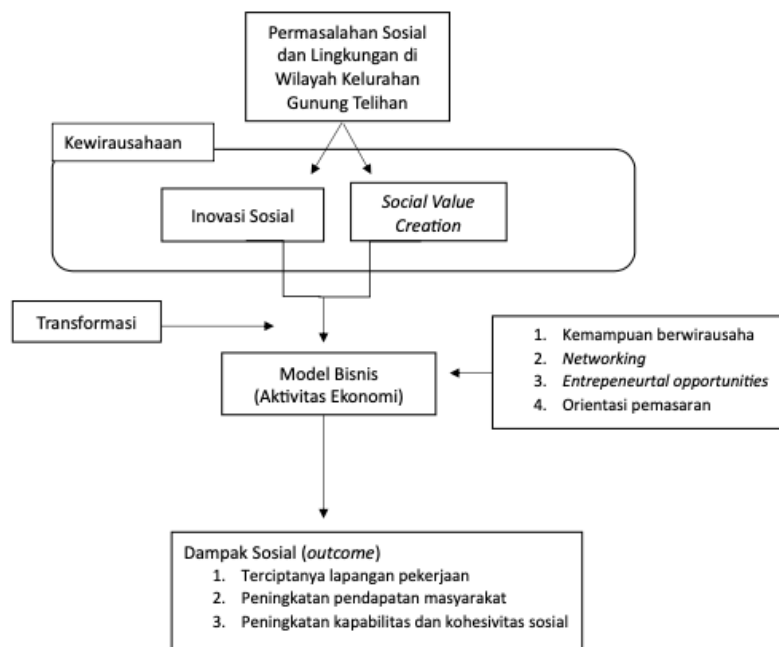 Permasalahan Sosial
dan Lingkungan di
Wilayah Kelurahan
Gunung Telihan
Kewirausahaan
Inovasi Sosial
Social Value
Creation
Transformasi
Model Bisnis
(Aktivitas Ekonomi)
1. Kemampuan berwirausaha
2. Networking
3. Entrepeneurtal opportunities
4. Orientasi pemasaran
Dampak Sosial (outcome)
1. Terciptanya lapangan pekerjaan
2. Peningkatan pendapatan masyarakat
3. Peningkatan kapabilitas dan kohesivitas sosial